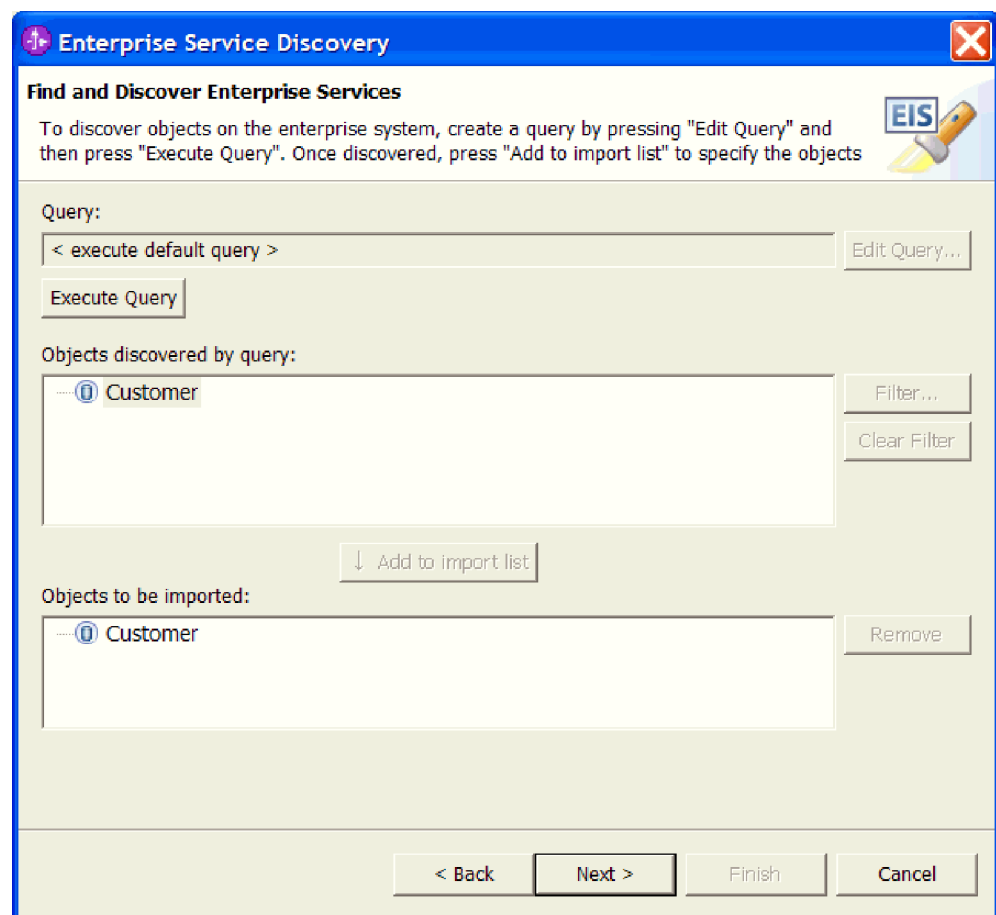 Enterprise Service Discovery
Find and Discover Enterprise Services
To discover objects on the enterprise system, create a query by pressing "Edit Query" and
then press "Execute Query". Once discovered, press "Add to import list" to specify the objects
EIS
Query:
< execute default query >
Edit Query...
Execute Query
Objects discovered by query:
Customer
Filter...
Clear Filter
↓ Add to import list
Objects to be imported:
Customer
Remove
< Back
Next >
Finish
Cancel